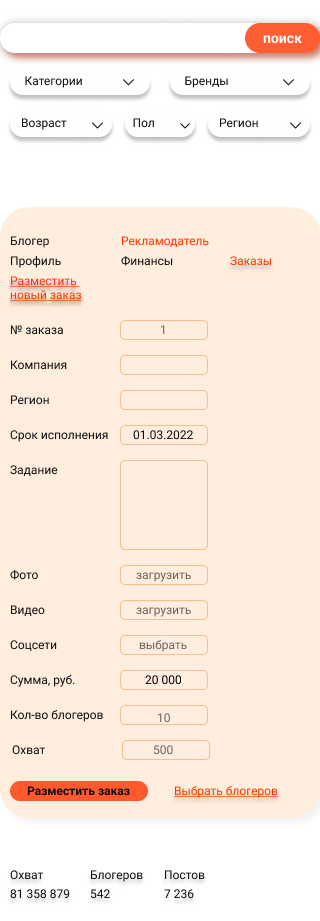 поиск
Категории
Бренды
Возраст
Пол
Регион
Блогер
Рекламодатель
Профиль
Финансы
Заказы
Разместить
новый заказ
№ заказа
1
Компания
Регион
Срок исполнения
01.03.2022
Задание
Фото
загрузить
Видео
загрузить
Соцсети
выбрать
Сумма, руб.
20 000
Кол-во блогеров
10
Охват
500
Разместить заказ
Выбрать блогеров
Охват
Блогеров
Постов
81 358 879
542
7 236